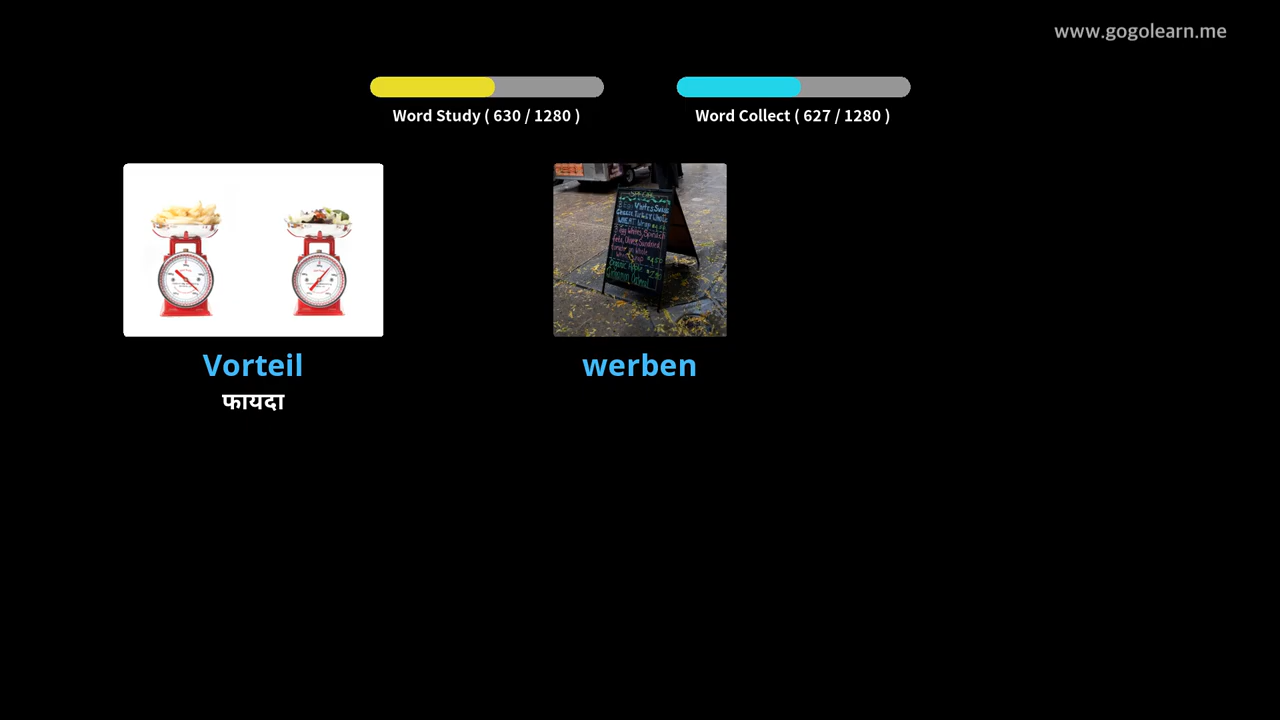 www.gogolearn.me
Word Study ( 630 / 1280 )
Word Collect ( 627 / 1280 )
Vorteil
फायदा
werben